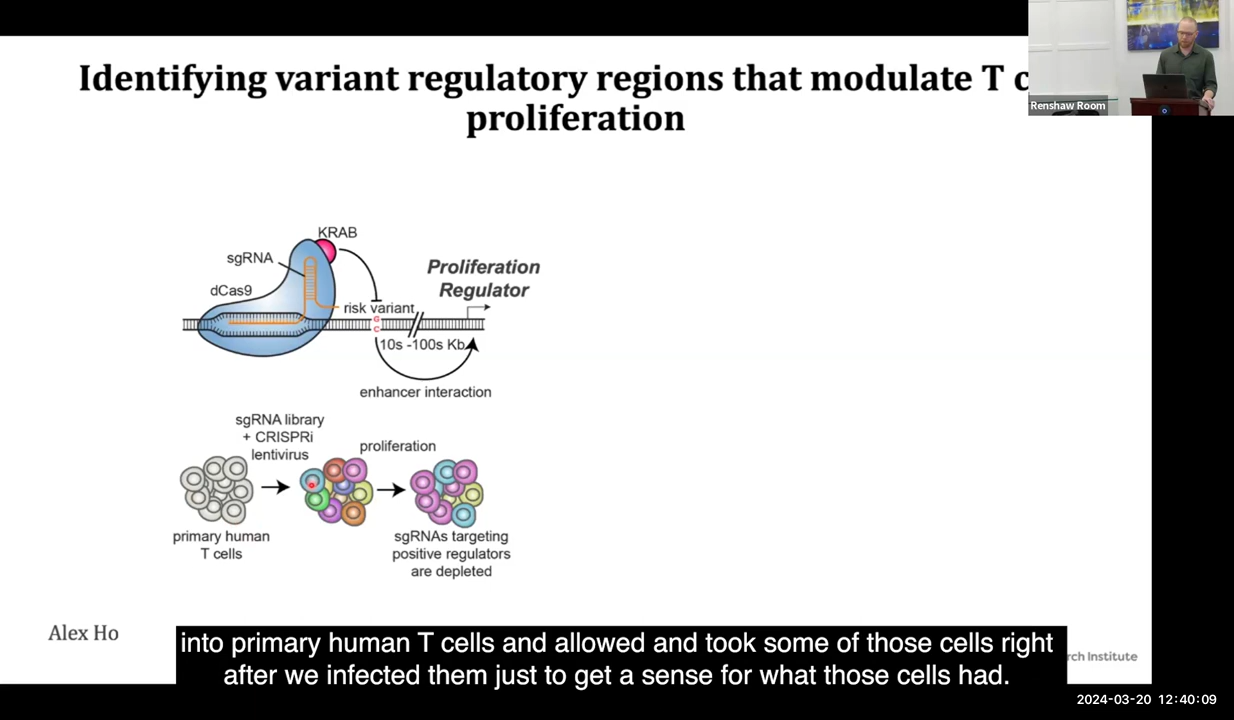 Identifying variant regulatory regions that modulate T c
proliferation
Renshaw Room
KRAB
sgRNA
dCas9
Proliferation
Regulator
risk variant
G
C
10s -100s Kb
enhancer interaction
sgRNA library
+ CRISPRi
lentivirus
proliferation
primary human
T cells
sgRNAs targeting
positive regulators
are depleted
Alex Ho
into primary human T cells and allowed and took some of those cells right
after we infected them just to get a sense for what those cells had.
rch Institute
2024-03-20 12:40:09